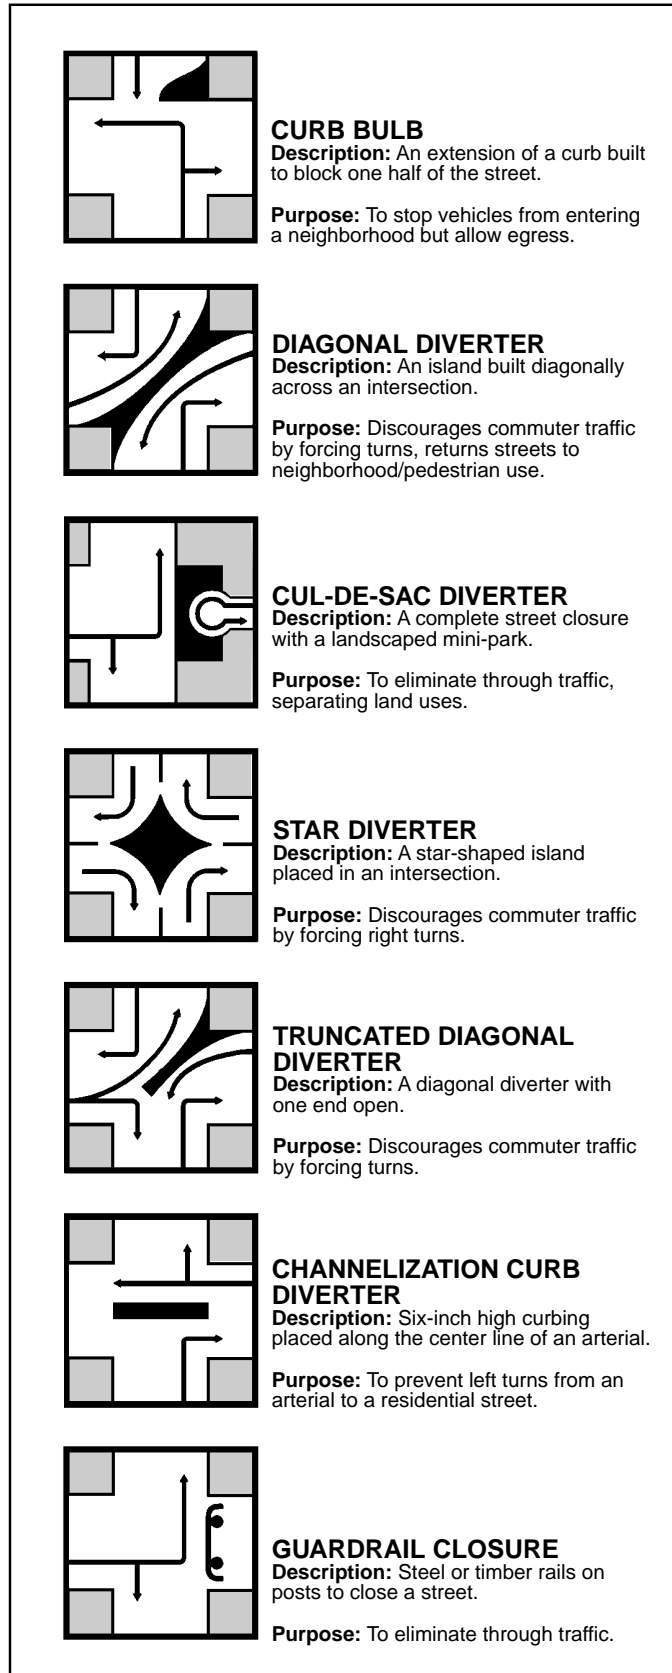 CURB BULB
Description: An extension of a curb built
to block one half of the street.
Purpose: To stop vehicles from entering
a neighborhood but allow egress.
DIAGONAL DIVERTER
Description: An island built diagonally
across an intersection.
Purpose: Discourages commuter traffic
by forcing turns, returns streets to
neighborhood/pedestrian use.
CUL-DE-SAC DIVERTER
Description: A complete street closure
with a landscaped mini-park.
Purpose: To eliminate through traffic,
separating land uses.
STAR DIVERTER
Description: A star-shaped island
placed in an intersection.
Purpose: Discourages commuter traffic
by forcing right turns.
TRUNCATED DIAGONAL
DIVERTER
Description: A diagonal diverter with
one end open.
Purpose: Discourages commuter traffic
by forcing turns.
CHANNELIZATION CURB
DIVERTER
Description: Six-inch high curbing
placed along the center line of an arterial.
Purpose: To prevent left turns from an
arterial to a residential street.
GUARDRAIL CLOSURE
Description: Steel or timber rails on
posts to close a street.
Purpose: To eliminate through traffic.